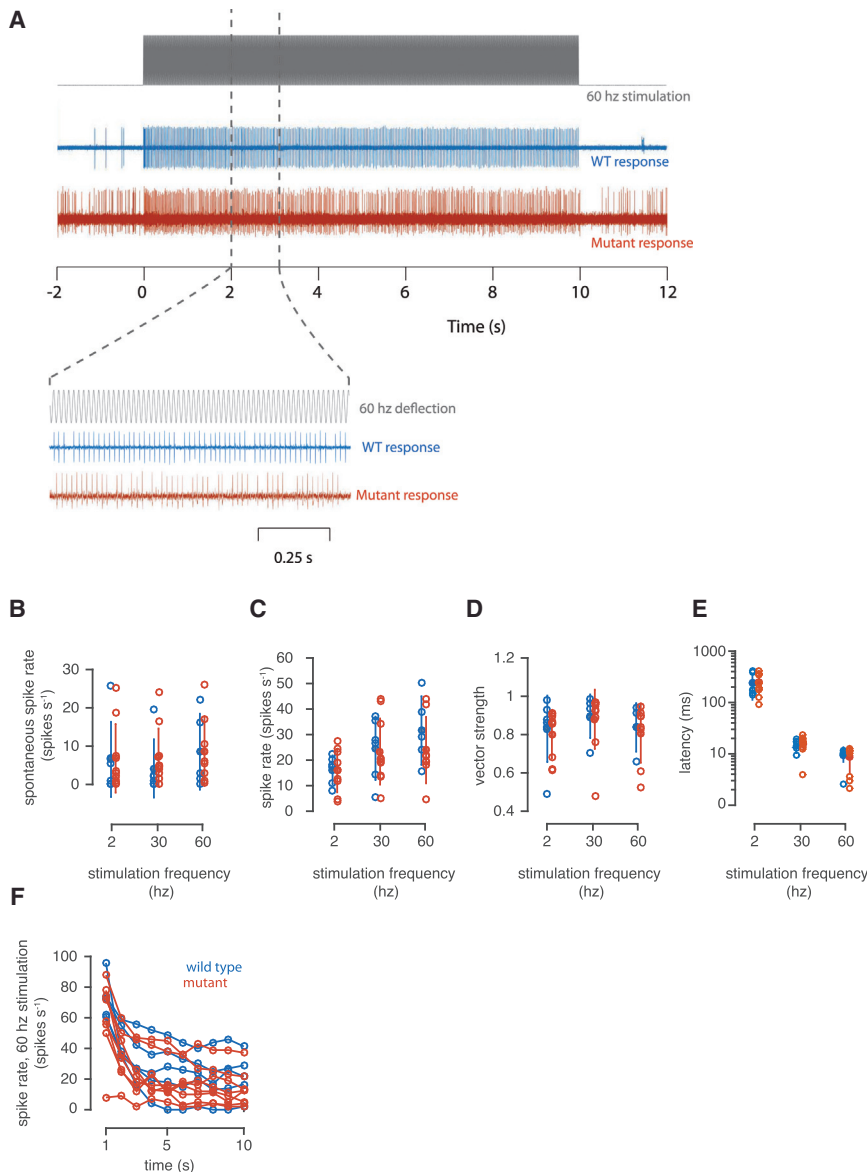 A
60 hz stimulation
WT response
Mutant response
-2 0 2 4 6 8 10 12
Time (s)
60 hz deflection
WT response
Mutant response
0.25 s
B
spontaneous spike rate
(spikes s⁻¹)
30
20
10
0
2 30 60
stimulation frequency
(hz)
C
spike rate (spikes s⁻¹)
60
50
40
30
20
10
0
2 30 60
stimulation frequency
(hz)
D
vector strength
1.2
1
0.8
0.6
0.4
2 30 60
stimulation frequency
(hz)
E
latency (ms)
1000
100
10
0
2 30 60
stimulation frequency
(hz)
F
spike rate, 60 hz stimulation
(spikes s⁻¹)
100
80
60
40
20
0
wild type
mutant
1 5 10
time (s)